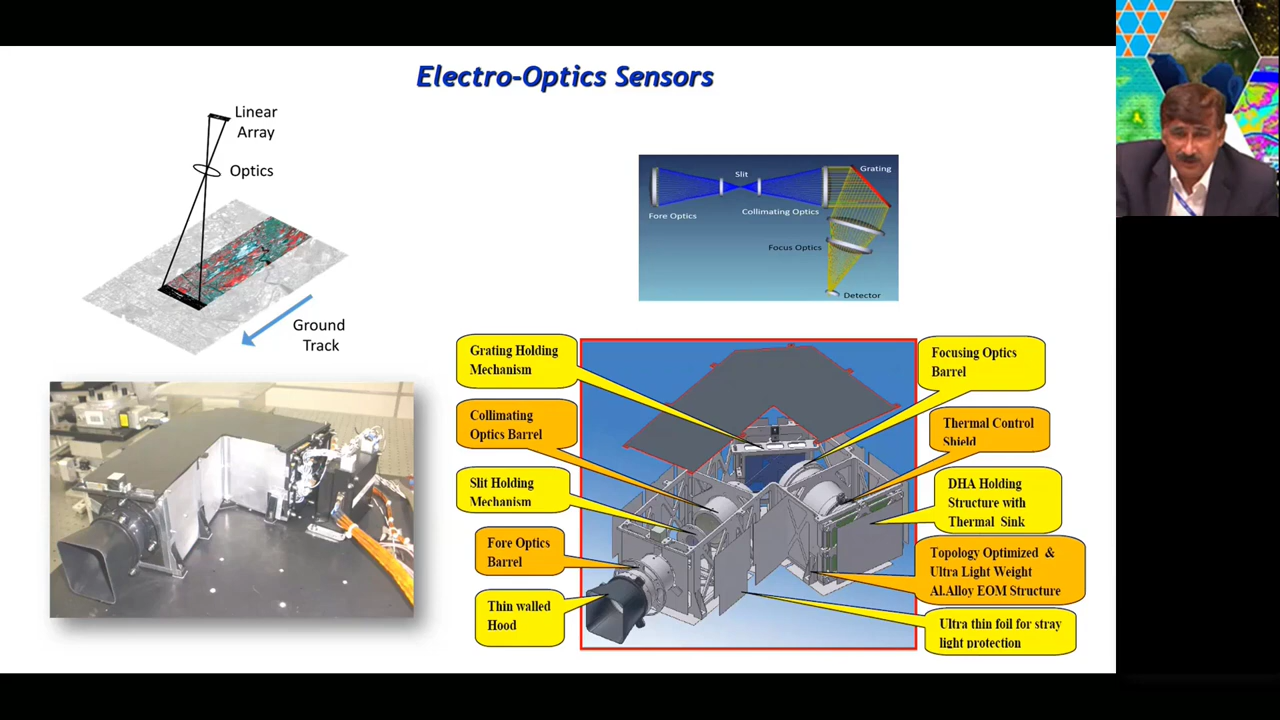 Electro-Optics Sensors
Linear
Array
Optics
Ground
Track
Slit
Grating
Fore Optics
Collimating Optics
Focus Optics
Detector
Grating Holding
Mechanism
Collimating
Optics Barrel
Slit Holding
Mechanism
Fore Optics
Barrel
Thin walled
Hood
Focusing Optics
Barrel
Thermal Control
Shield
DHA Holding
Structure with
Thermal Sink
Topology Optimized &
Ultra Light Weight
Al.Alloy EOM Structure
Ultra thin foil for stray
light protection